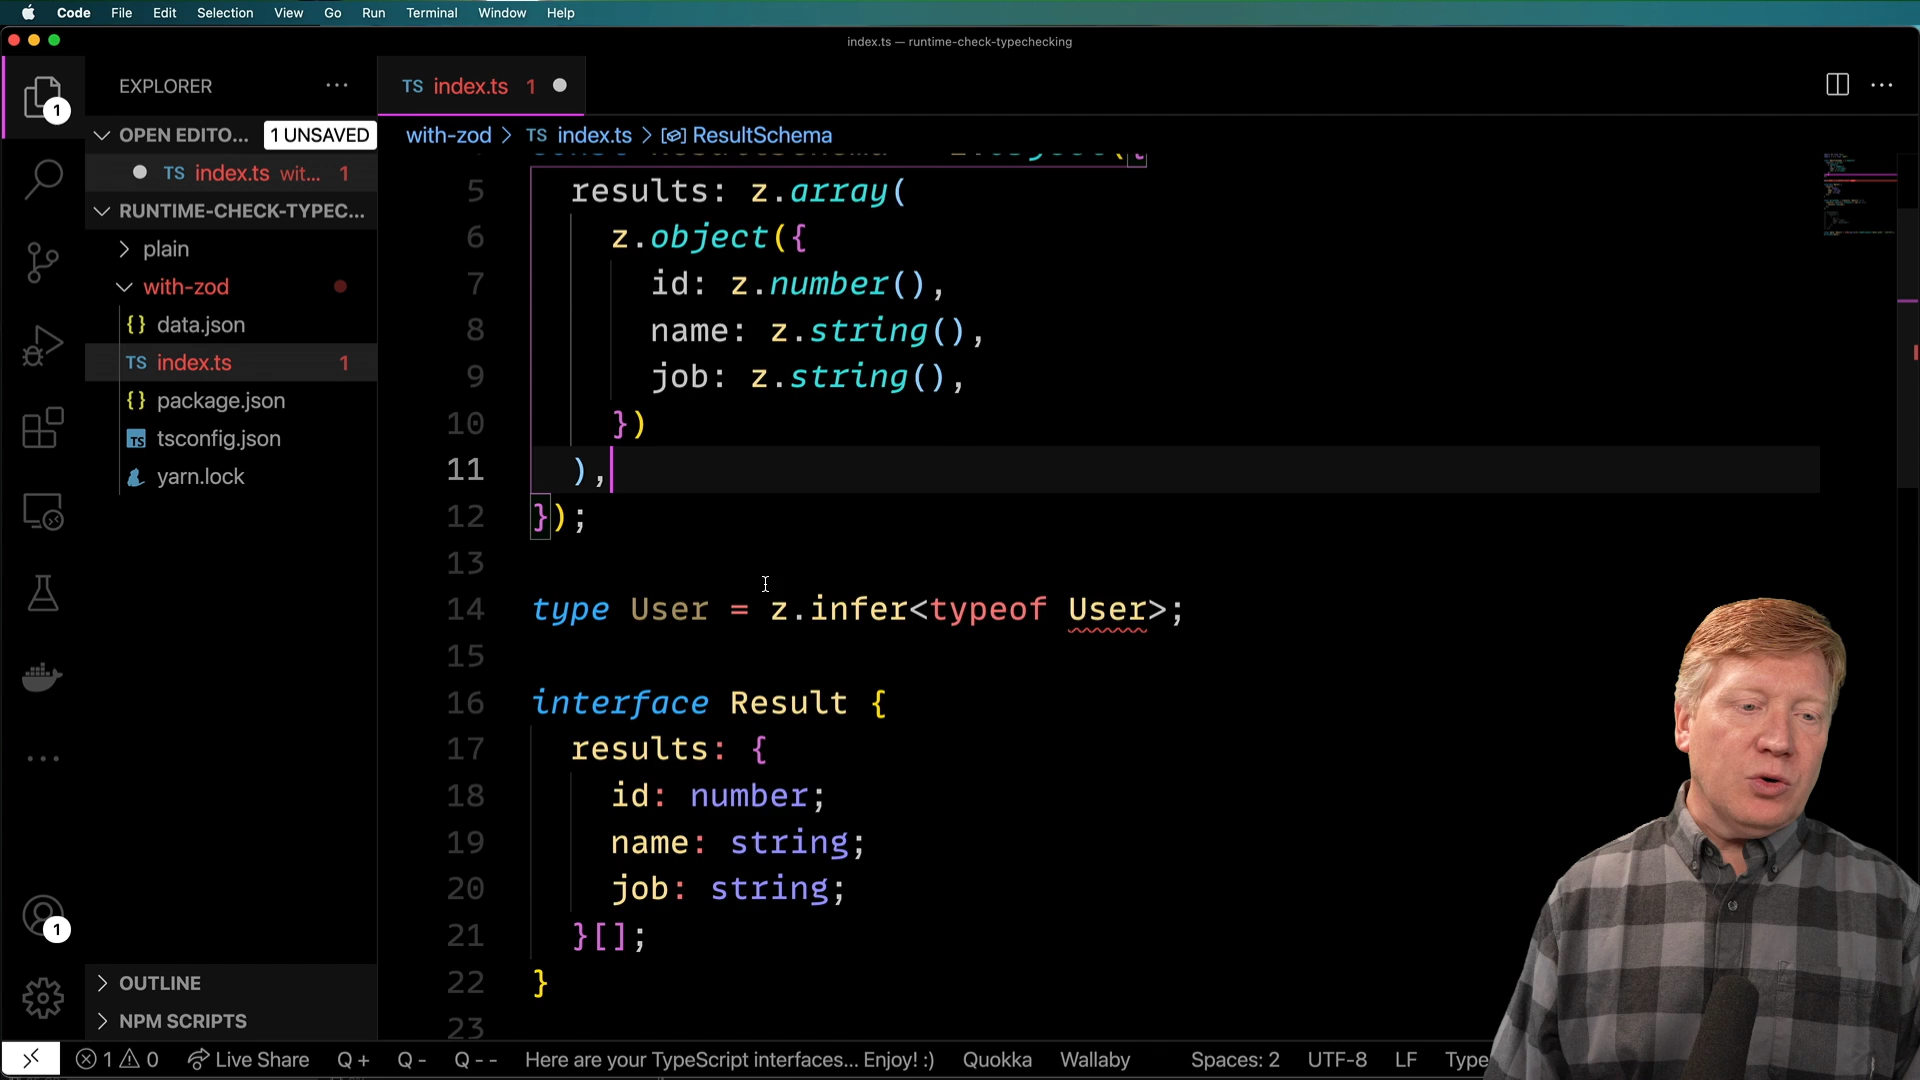 Code File Edit Selection View Go Run Terminal Window Help
index.ts — runtime-check-typechecking
EXPLORER
TS index.ts 1
OPEN EDITO... 1 UNSAVED
TS index.ts wit... 1
RUNTIME-CHECK-TYPEC...
plain
with-zod
{} data.json
TS index.ts 1
{} package.json
TS tsconfig.json
yarn.lock
OUTLINE
NPM SCRIPTS
1
1
with-zod > TS index.ts > ResultSchema
5 results: z.array(
6 z.object({
7 id: z.number(),
8 name: z.string(),
9 job: z.string(),
10 })
11 ),
12 });
13
14 type User = z.infer<typeof User>;
15
16 interface Result {
17 results: {
18 id: number;
19 name: string;
20 job: string;
21 }[];
22 }
23
1 0 Live Share Q + Q - Q - - Here are your TypeScript interfaces... Enjoy! :) Quokka Wallaby Spaces: 2 UTF-8 LF Type